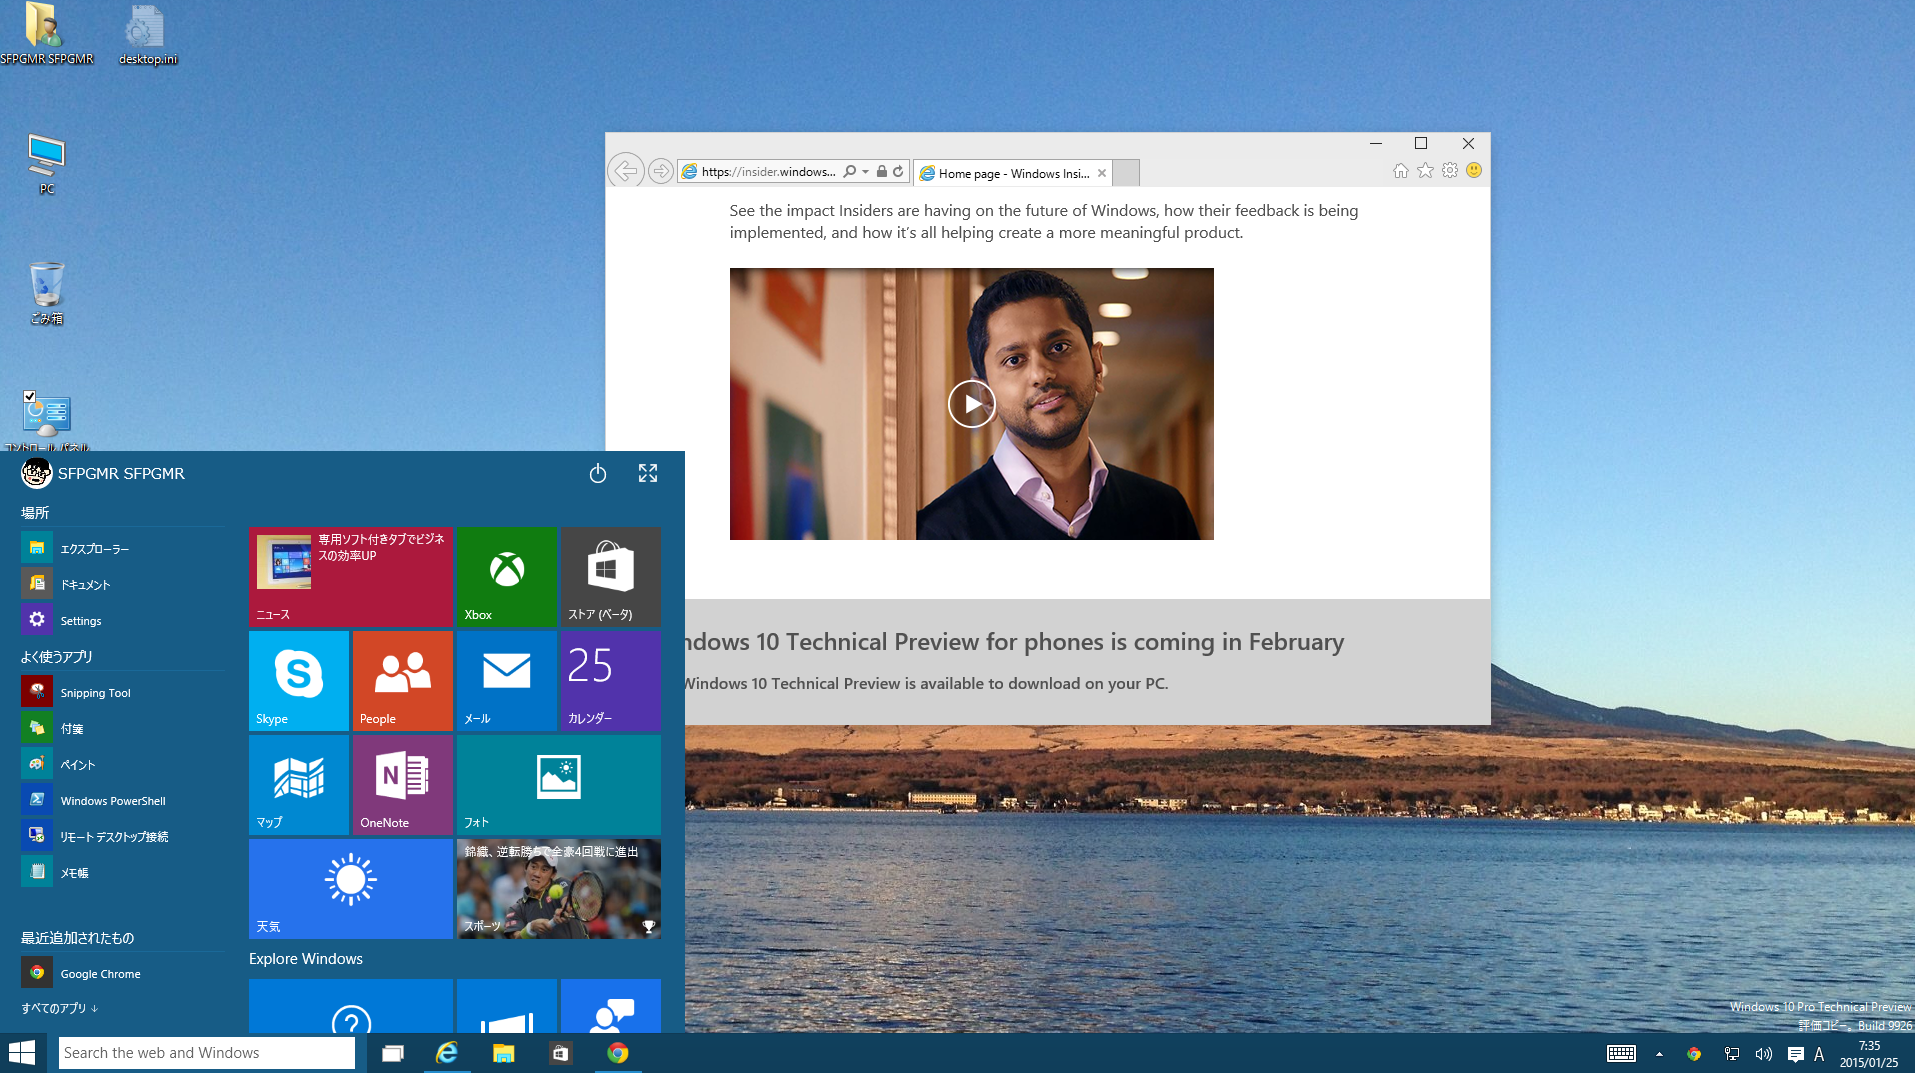 SFPGMR SFPGMR
desktop.ini
PC
ごみ箱
コントロール パネル
https://insider.windows...
Home page - Windows Insi...
See the impact Insiders are having on the future of Windows, how their feedback is being
implemented, and how it's all helping create a more meaningful product.
ndows 10 Technical Preview for phones is coming in February
Windows 10 Technical Preview is available to download on your PC.
SFPGMR SFPGMR
場所
エクスプローラー
ドキュメント
Settings
よく使うアプリ
Snipping Tool
付箋
ペイント
Windows PowerShell
リモート デスクトップ接続
メモ帳
最近追加されたもの
Google Chrome
すべてのアプリ ↓
専用ソフト付きタブでビジネ
スの効率UP
ニュース
Xbox
ストア (ベータ)
Skype
People
メール
25
カレンダー
マップ
OneNote
フォト
天気
錦織、逆転勝ちで全豪4回戦に進出
スポーツ
Explore Windows
Windows 10 Pro Technical Preview
評価コピー。Build 9926
Search the web and Windows
A
7:35
2015/01/25